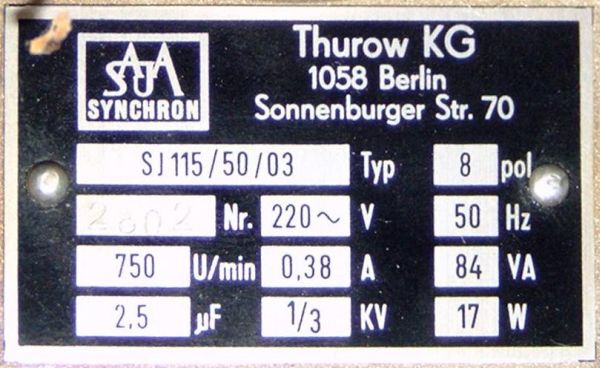 SAJA
SYNCHRON
Thurow KG
1058 Berlin
Sonnenburger Str. 70
SJ 115/50/03 Typ 8 pol
2802 Nr. 220~ V 50 Hz
750 U/min 0,38 A 84 VA
2,5 µF 1/3 KV 17 W